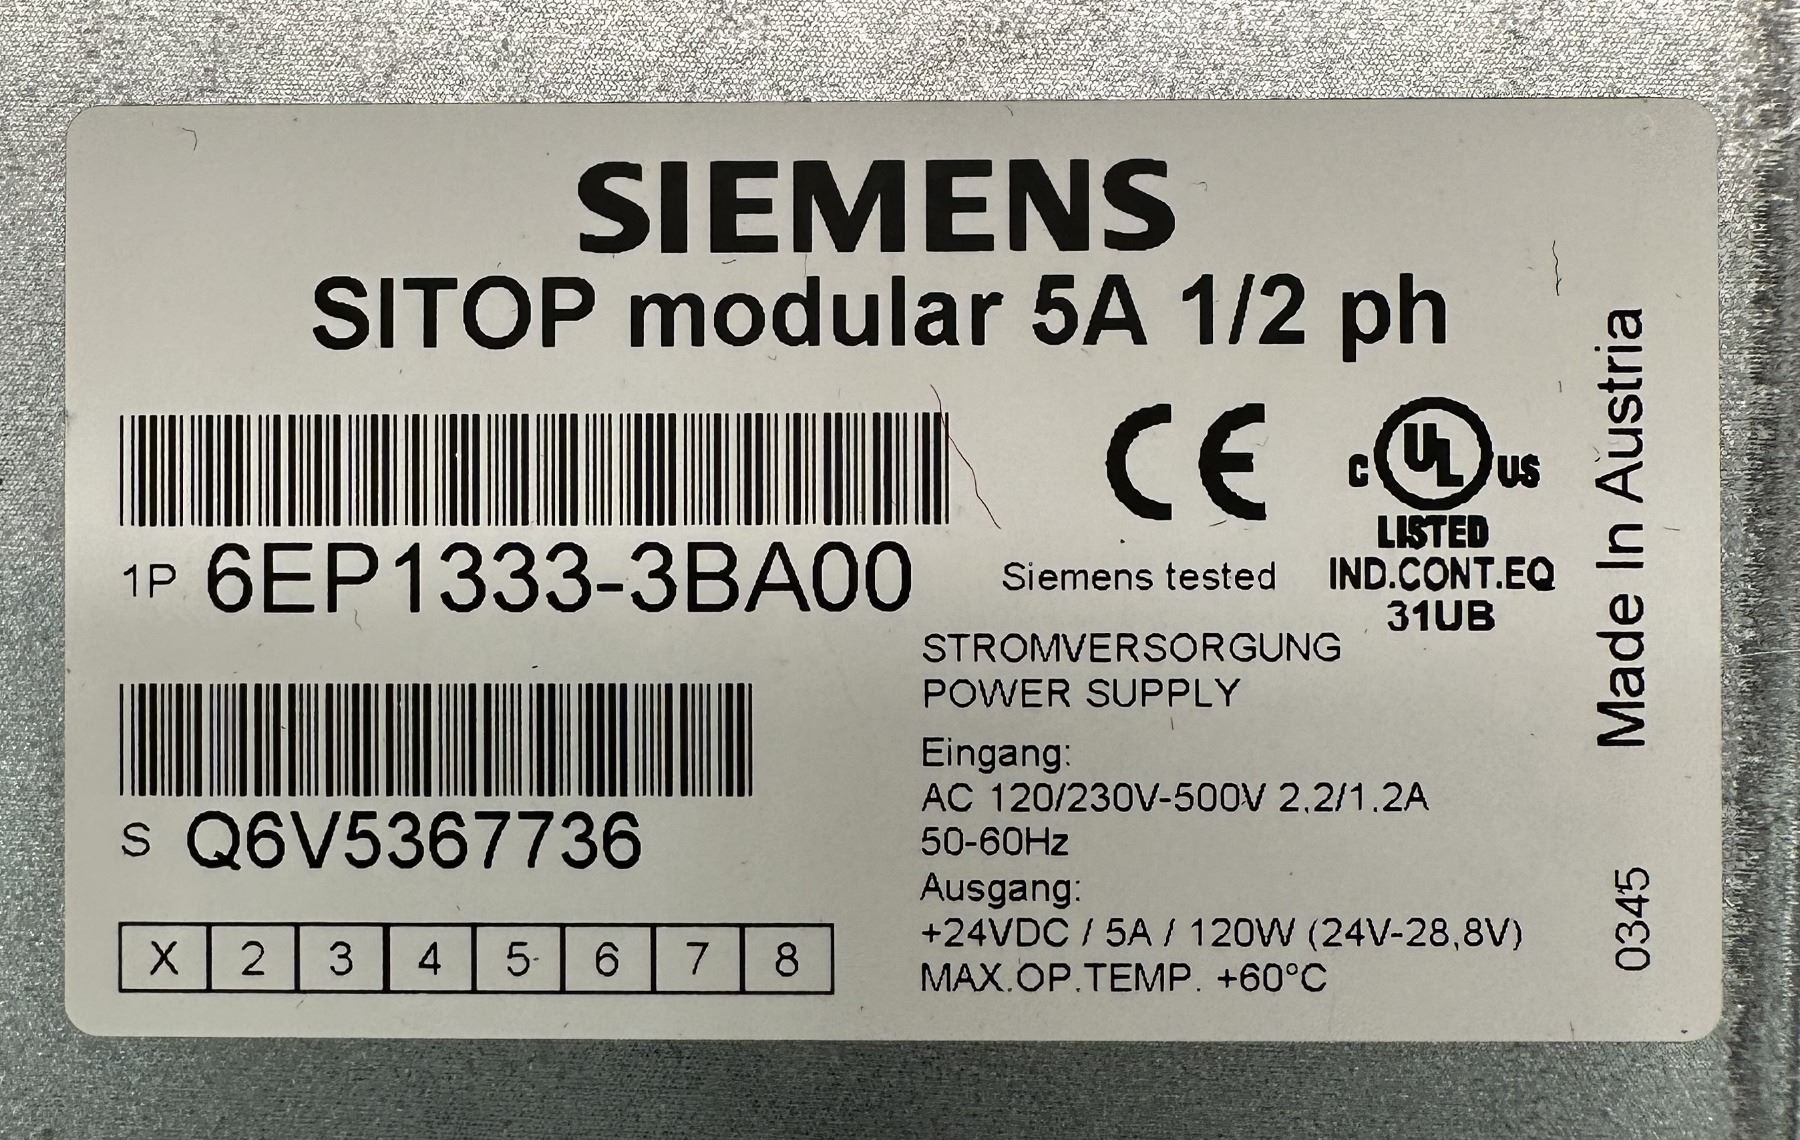 SIEMENS
SITOP modular 5A 1/2 ph
1P 6EP1333-3BA00
CE
Siemens tested
C UL US
LISTED
IND.CONT.EQ
31UB
S Q6V5367736
X 2 3 4 5 6 7 8
STROMVERSORGUNG
POWER SUPPLY
Eingang:
AC 120/230V-500V 2,2/1.2A
50-60Hz
Ausgang:
+24VDC / 5A / 120W (24V-28,8V)
MAX.OP.TEMP. +60°C
Made In Austria
0345